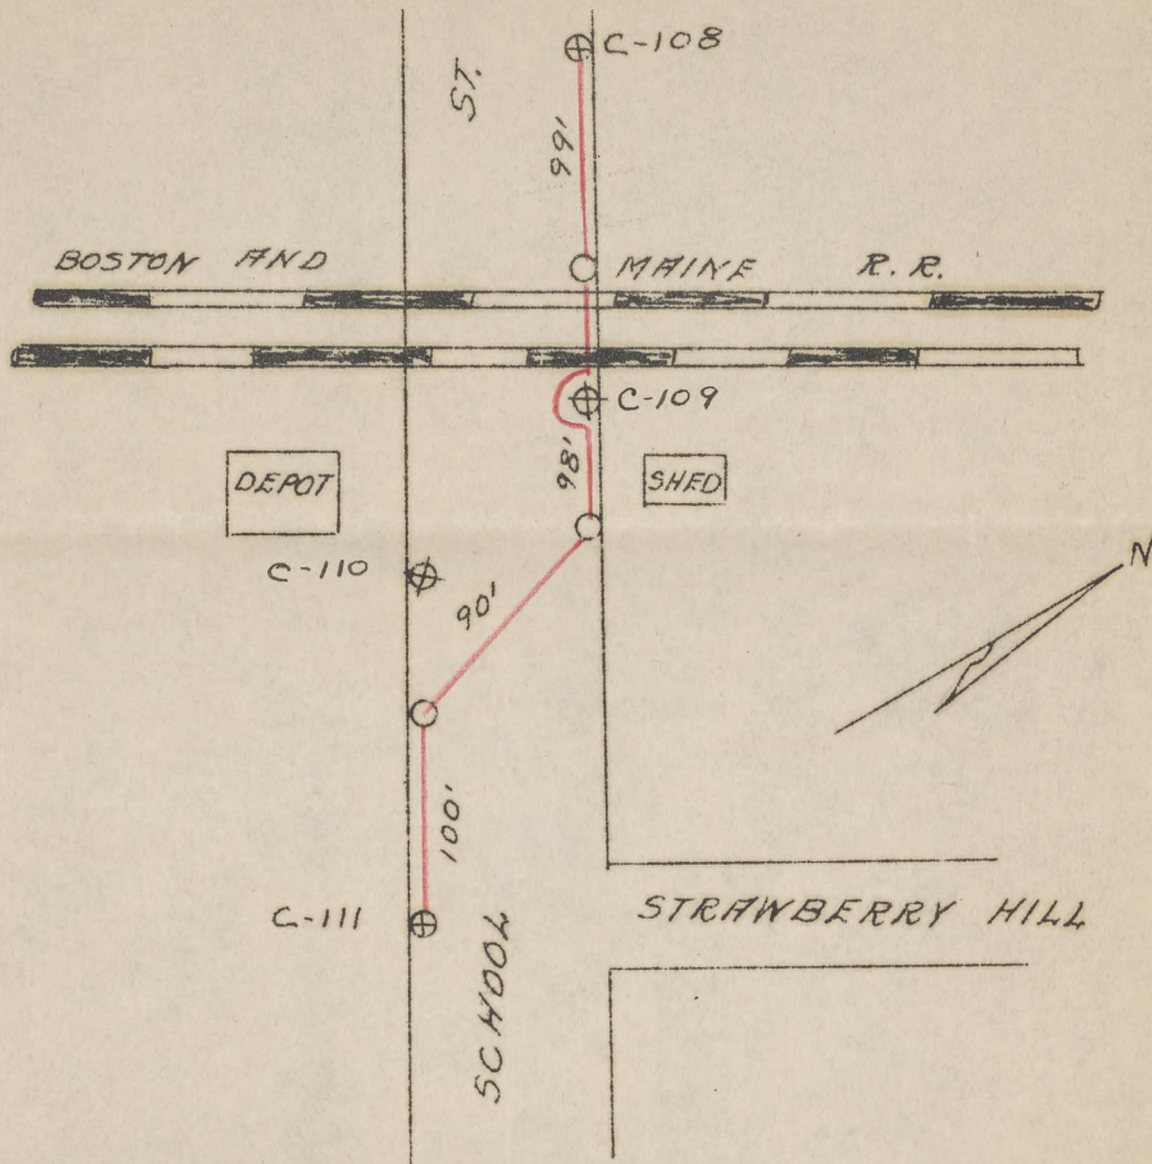 C-108
ST.
99'
BOSTON AND MAINE R.R.
C-109
98'
DEPOT
SHED
C-110
90'
N
100'
C-111
STRAWBERRY HILL
SCHOOL